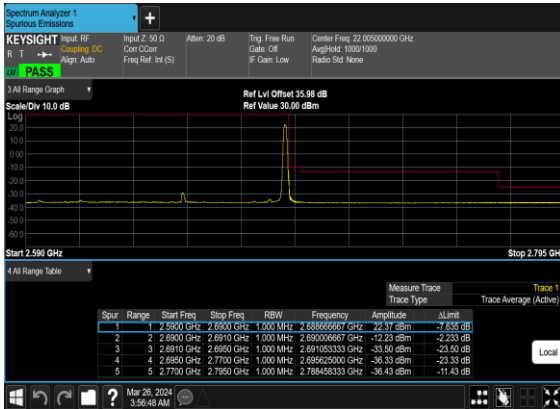 Spectrum Analyzer 1
Spurious Emissions
KEYSIGHT Input: RF Input Z: 50 Ω Atten: 20 dB Trig: Free Run Center Freq: 22.005000000 GHz
R T Coupling: DC Corr CCorr Gate: Off Avg|Hold: 1000/1000
Align: Auto Freq Ref: Int (S) IF Gain: Low Radio Std: None
PASS
3 All Range Graph
Ref Lvl Offset 35.98 dB
Scale/Div 10.0 dB Ref Value 30.00 dBm
Log
20.0
10.0
0.00
-10.0
-20.0
-30.0
-40.0
-50.0
-60.0
Start 2.590 GHz Stop 2.795 GH
4 All Range Table
Measure Trace Trace 1
Trace Type Trace Average (Active)
Spur Range Start Freq Stop Freq RBW Frequency Amplitude ΔLimit
1 1 2.5900 GHz 2.6900 GHz 1.000 MHz 2.688666667 GHz 22.37 dBm -7.635 dB
2 2 2.6900 GHz 2.6910 GHz 1.000 MHz 2.690006667 GHz -12.23 dBm -2.233 dB
3 3 2.6910 GHz 2.6950 GHz 1.000 MHz 2.691053333 GHz -33.50 dBm -23.50 dB
4 4 2.6950 GHz 2.7700 GHz 1.000 MHz 2.695625000 GHz -36.33 dBm -23.33 dB
5 5 2.7700 GHz 2.7950 GHz 1.000 MHz 2.788458333 GHz -36.43 dBm -11.43 dB
Local
Mar 26, 2024
3:56:48 AM